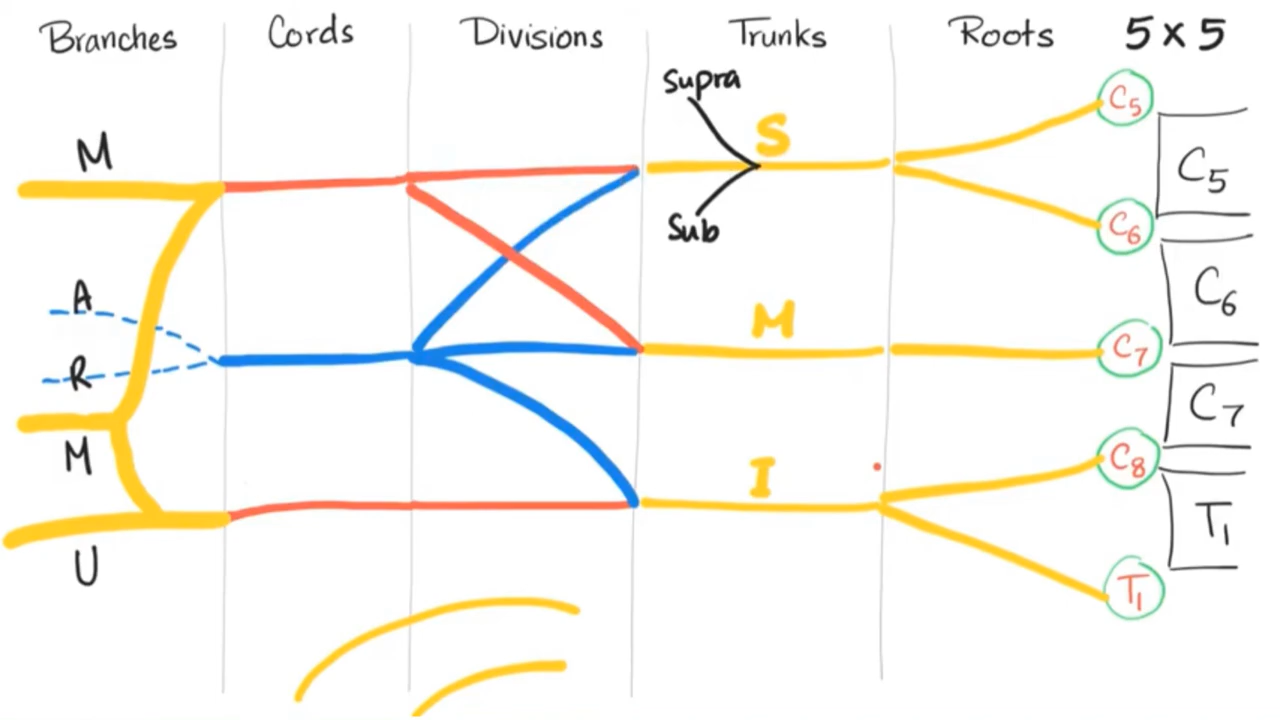 Branches Cords Divisions Trunks Roots 5 x 5
supra
C5
S
M
C5
Sub
C6
A
C6
M
R
C7
C7
M
C8
I
T1
U
T1